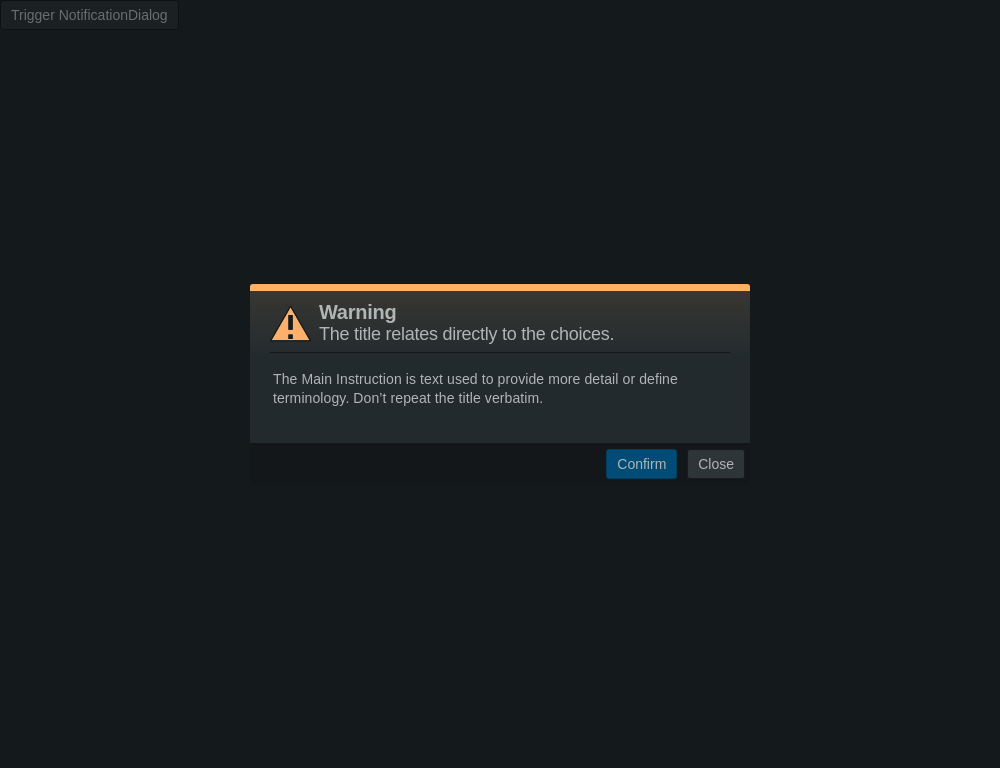 Trigger NotificationDialog
Warning
The title relates directly to the choices.
The Main Instruction is text used to provide more detail or define
terminology. Don’t repeat the title verbatim.
Confirm Close